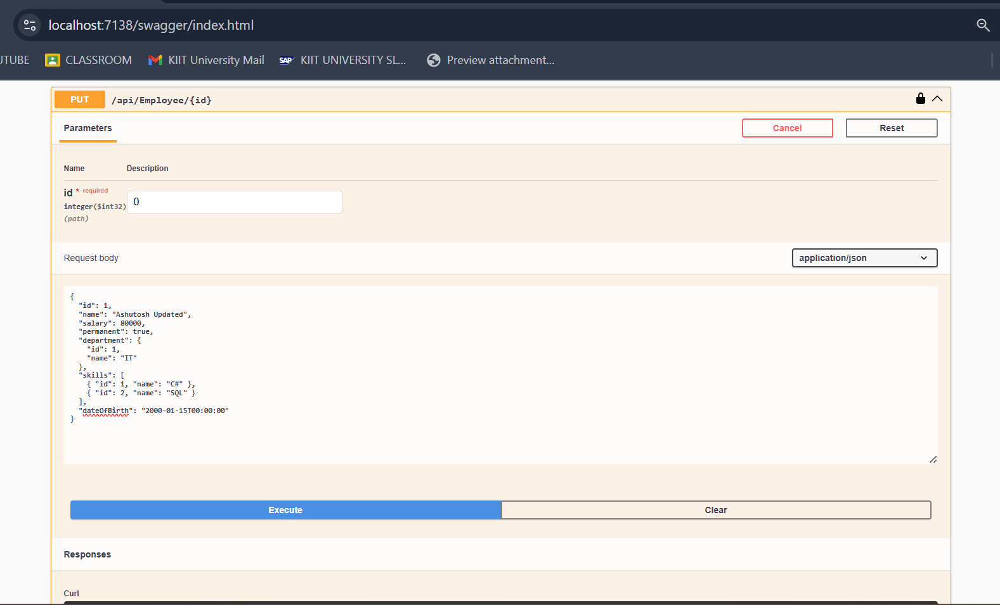 localhost:7138/swagger/index.html
UTUBE CLASSROOM KIIT University Mail SAP KIIT UNIVERSITY SL... Preview attachment...
PUT /api/Employee/{id}
Parameters Cancel Reset
Name Description
id * required
integer($int32)
(path)
0
Request body application/json
{
  "id": 1,
  "name": "Ashutosh Updated",
  "salary": 80000,
  "permanent": true,
  "department": {
    "id": 1,
    "name": "IT"
  },
  "skills": [
    { "id": 1, "name": "C#" },
    { "id": 2, "name": "SQL" }
  ],
  "dateOfBirth": "2000-01-15T00:00:00"
}
Execute Clear
Responses
Curl